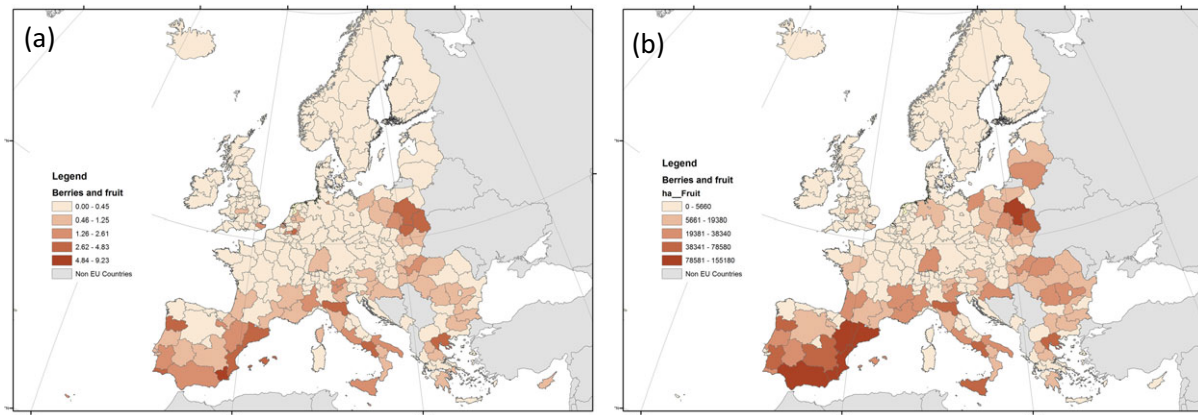 (a)
Legend
Berries and fruit
0.00 - 0.45
0.46 - 1.25
1.26 - 2.61
2.62 - 4.83
4.84 - 9.23
Non EU Countries
(b)
Legend
Berries and fruit
ha__Fruit
0 - 5660
5661 - 19380
19381 - 38340
38341 - 78580
78581 - 155180
Non EU Countries